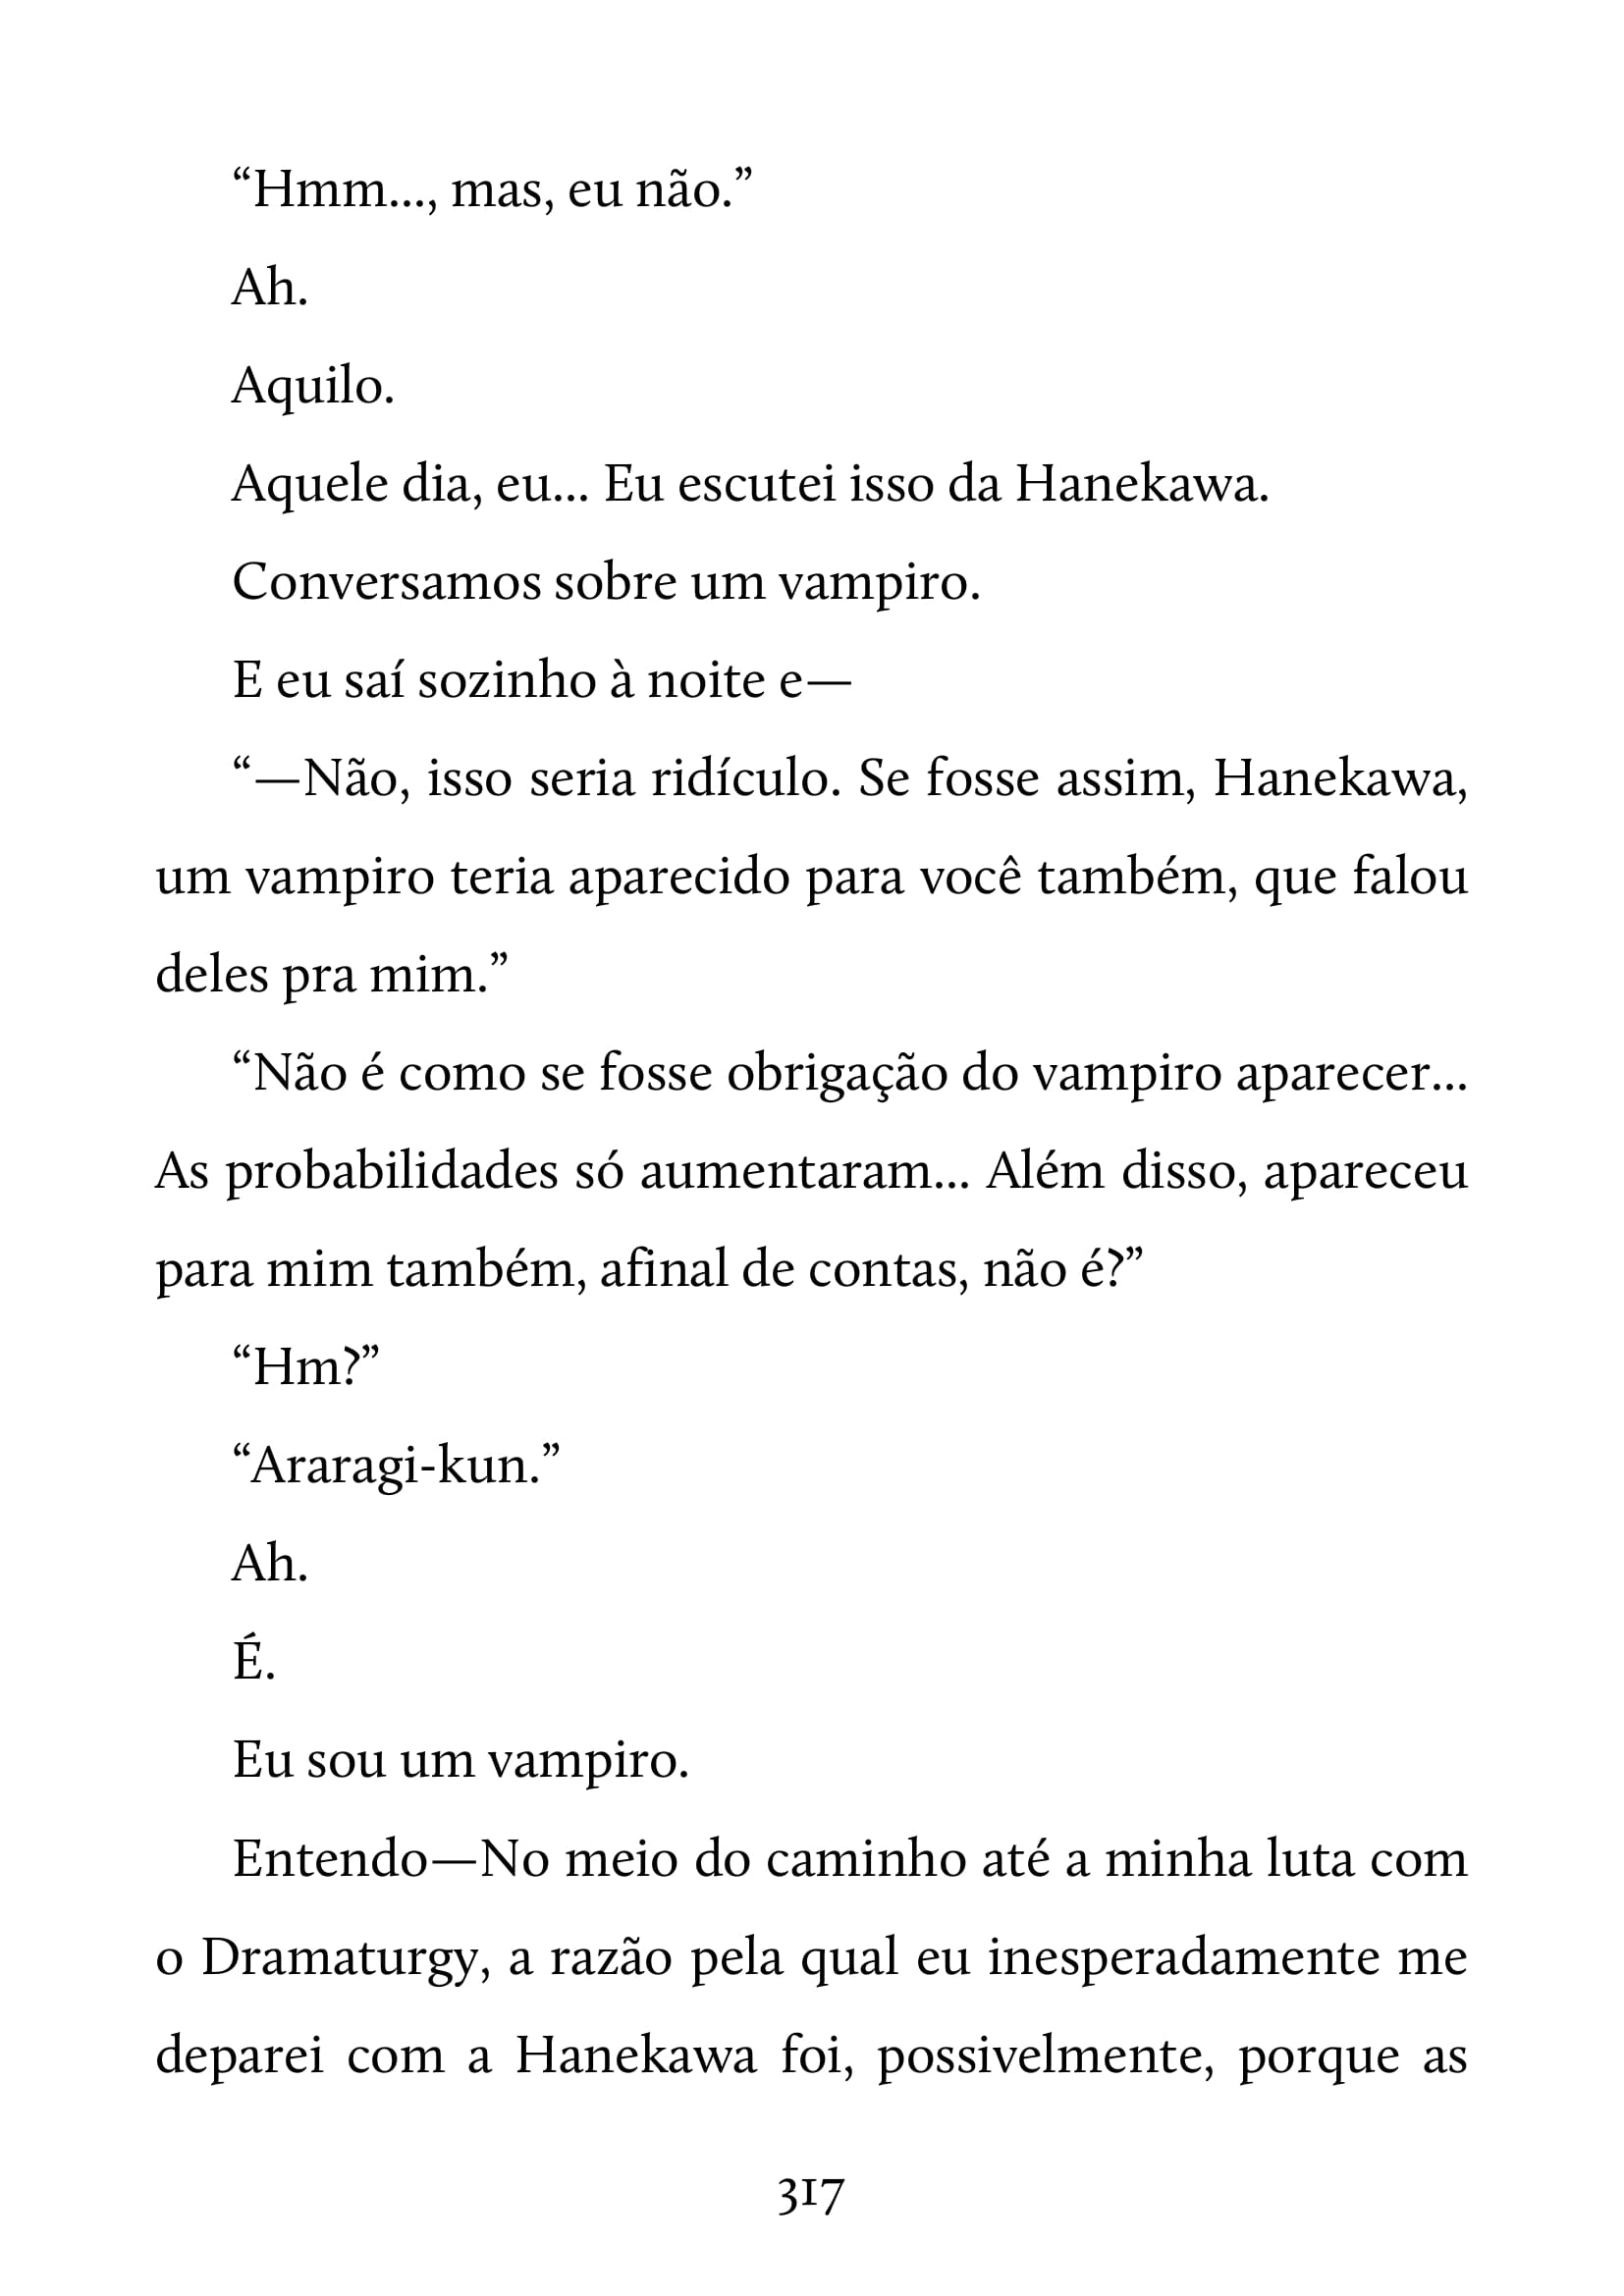 “Hmm..., mas, eu não.”
Ah.
Aquilo.
Aquele dia, eu... Eu escutei isso da Hanekawa.
Conversamos sobre um vampiro.
E eu saí sozinho à noite e—
“—Não, isso seria ridículo. Se fosse assim, Hanekawa,
um vampiro teria aparecido para você também, que falou
deles pra mim.”
“Não é como se fosse obrigação do vampiro aparecer...
As probabilidades só aumentaram... Além disso, apareceu
para mim também, afinal de contas, não é?”
“Hm?”
“Araragi-kun.”
Ah.
É.
Eu sou um vampiro.
Entendo—No meio do caminho até a minha luta com
o Dramaturgy, a razão pela qual eu inesperadamente me
deparei com a Hanekawa foi, possivelmente, porque as
317